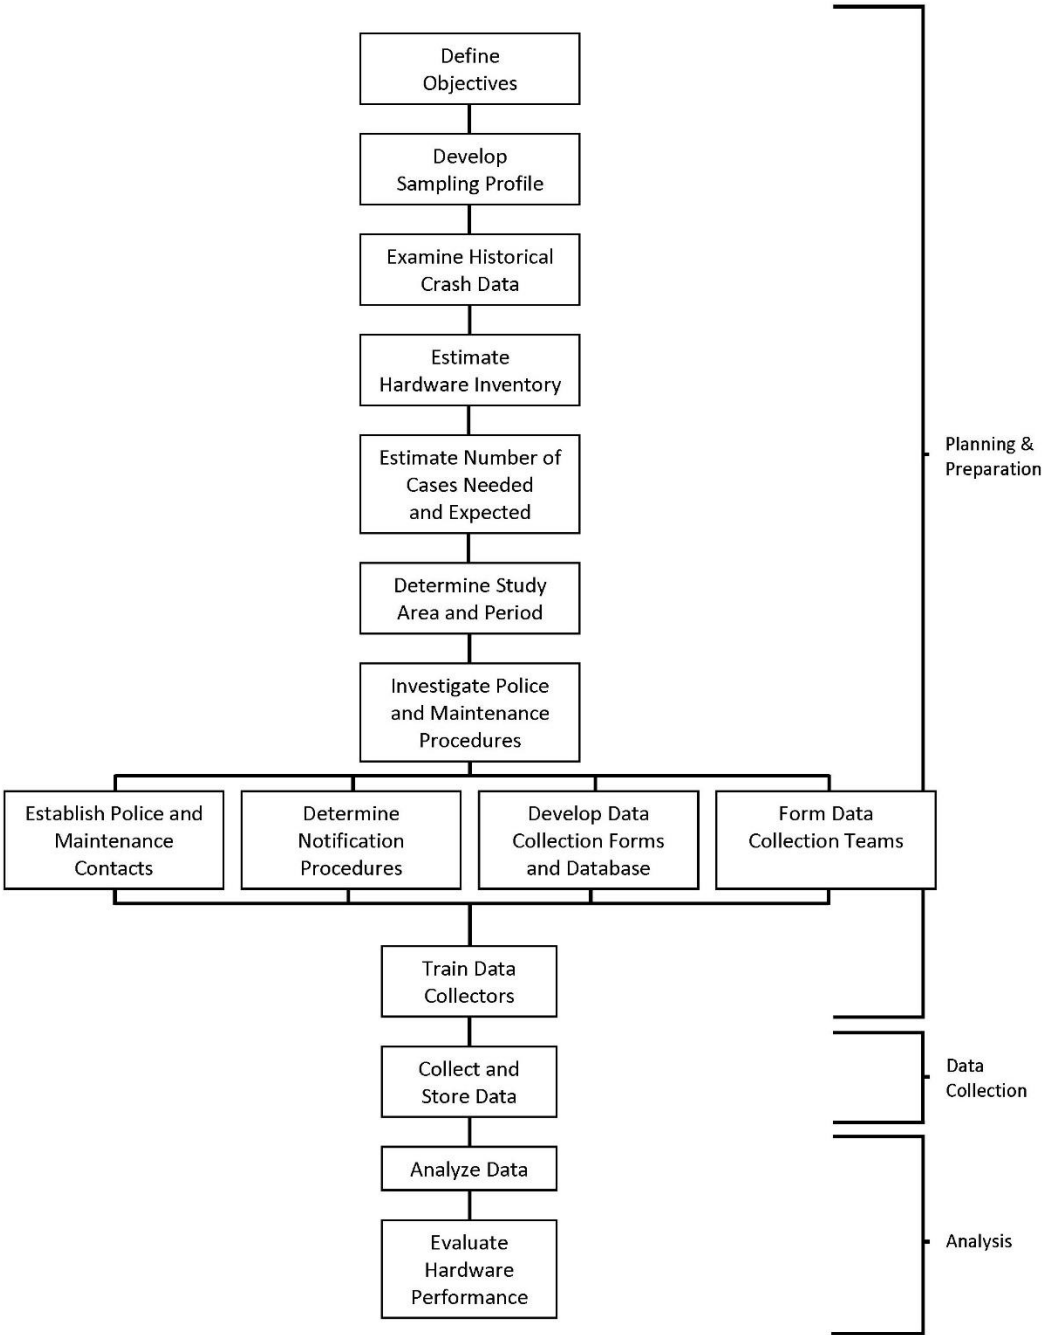 Define
Objectives
Develop
Sampling Profile
Examine Historical
Crash Data
Estimate
Hardware Inventory
Estimate Number of
Cases Needed
and Expected
Determine Study
Area and Period
Investigate Police
and Maintenance
Procedures
Establish Police and
Maintenance
Contacts
Determine
Notification
Procedures
Develop Data
Collection Forms
and Database
Form Data
Collection Teams
Train Data
Collectors
Collect and
Store Data
Analyze Data
Evaluate
Hardware
Performance
Planning &
Preparation
Data
Collection
Analysis